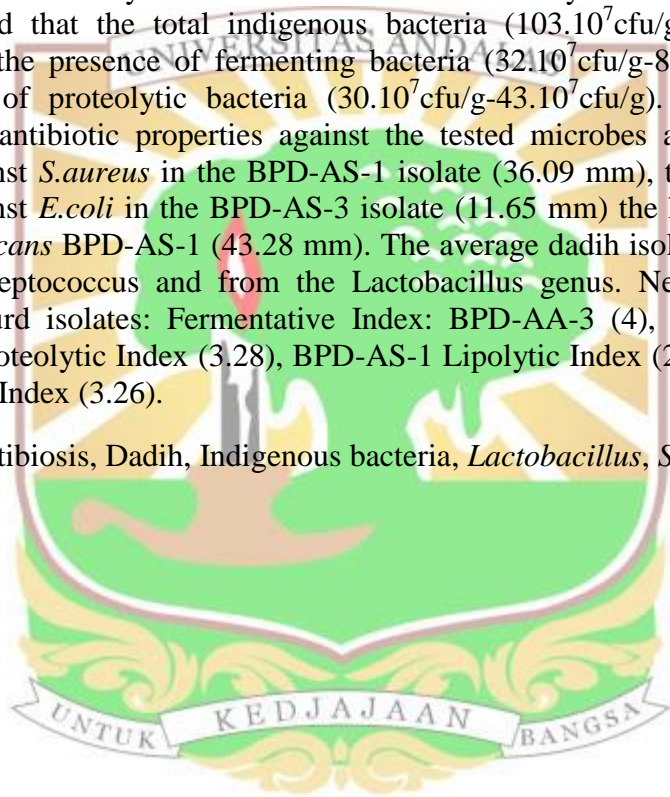 d that the total indigenous bacteria (103.10⁷cfu/g
UNIVERSITAS ANDALAS
the presence of fermenting bacteria (32.10⁷cfu/g-8
of proteolytic bacteria (30.10⁷cfu/g-43.10⁷cfu/g).
antibiotic properties against the tested microbes a
nst S.aureus in the BPD-AS-1 isolate (36.09 mm), t
nst E.coli in the BPD-AS-3 isolate (11.65 mm) the
cans BPD-AS-1 (43.28 mm). The average dadih isol
eptococcus and from the Lactobacillus genus. Ne
urd isolates: Fermentative Index: BPD-AA-3 (4),
oteolytic Index (3.28), BPD-AS-1 Lipolytic Index (2
Index (3.26).
tibiosis, Dadih, Indigenous bacteria, Lactobacillus, S
UNTUK KEDJAJAAN BANGSA